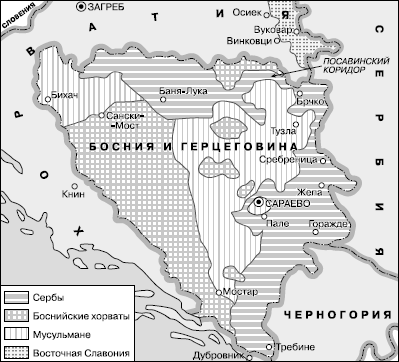 СЛОВЕНИЯ
ЗАГРЕБ
ХОРВАТИЯ
Осиек
Вуковар
Винковци
СЕРБИЯ
ПОСАВИНСКИЙ
КОРИДОР
Бихач
Баня-Лука
Брчко
Сански-
Мост
Тузла
БОСНИЯ И ГЕРЦЕГОВИНА
Сребреница
Книн
Жепа
САРАЕВО
Пале
Горажде
Мостар
ЧЕРНОГОРИЯ
Сербы
Боснийские хорваты
Мусульмане
Восточная Славония
Требине
Дубровник